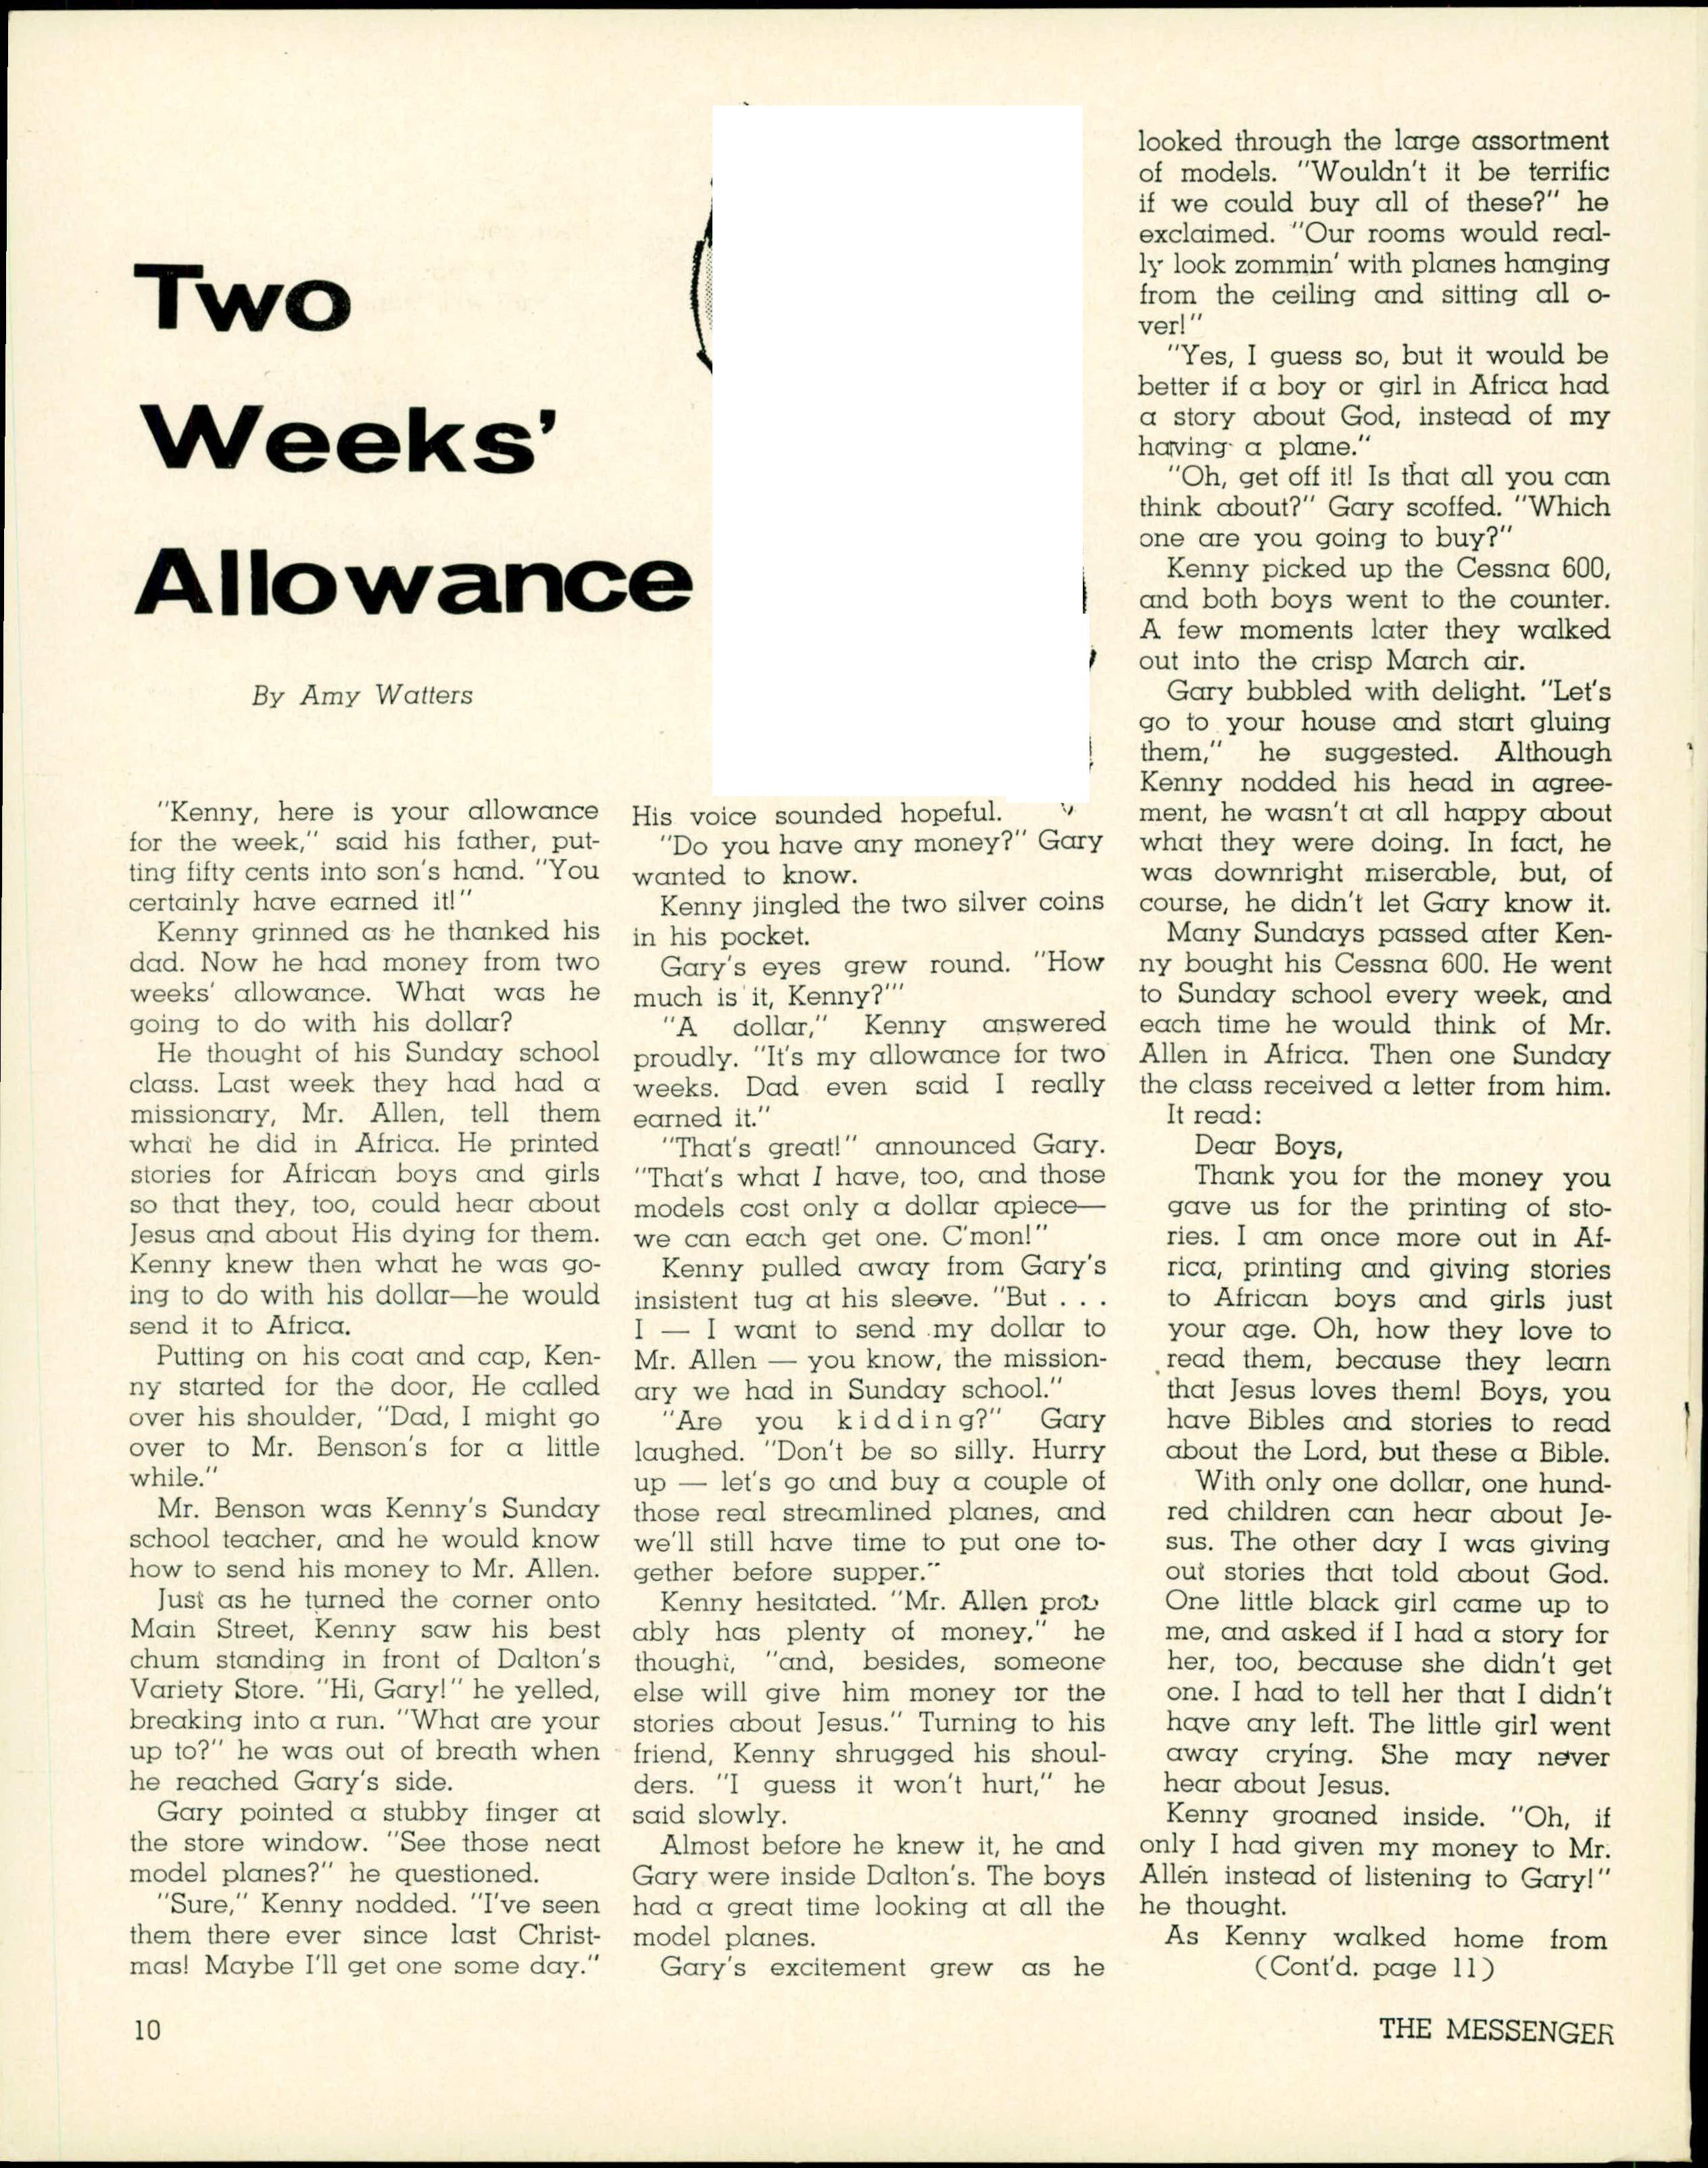 Two
Weeks'
Allowance
By Amy Watters
"Kenny, here is your allowance
for the week," said his father, put-
ting fifty cents into son's hand. "You
certainly have earned it!"
Kenny grinned as he thanked his
dad. Now he had money from two
weeks' allowance. What was he
going to do with his dollar?
He thought of his Sunday school
class. Last week they had had a
missionary, Mr. Allen, tell them
what he did in Africa. He printed
stories for African boys and girls
so that they, too, could hear about
Jesus and about His dying for them.
Kenny knew then what he was go-
ing to do with his dollar—he would
send it to Africa.
Putting on his coat and cap, Ken-
ny started for the door, He called
over his shoulder, "Dad, I might go
over to Mr. Benson's for a little
while."
Mr. Benson was Kenny's Sunday
school teacher, and he would know
how to send his money to Mr. Allen.
Just as he turned the corner onto
Main Street, Kenny saw his best
chum standing in front of Dalton's
Variety Store. "Hi, Gary!" he yelled,
breaking into a run. "What are your
up to?" he was out of breath when
he reached Gary's side.
Gary pointed a stubby finger at
the store window. "See those neat
model planes?" he questioned.
"Sure," Kenny nodded. "I've seen
them there ever since last Christ-
mas! Maybe I'll get one some day."
His voice sounded hopeful.
"Do you have any money?" Gary
wanted to know.
Kenny jingled the two silver coins
in his pocket.
Gary's eyes grew round. "How
much is it, Kenny?'"
"A dollar," Kenny answered
proudly. "It's my allowance for two
weeks. Dad even said I really
earned it."
"That's great!" announced Gary.
"That's what I have, too, and those
models cost only a dollar apiece—
we can each get one. C'mon!"
Kenny pulled away from Gary's
insistent tug at his sleeve. "But . . .
I — I want to send my dollar to
Mr. Allen — you know, the mission-
ary we had in Sunday school."
"Are you kidding?" Gary
laughed. "Don't be so silly. Hurry
up — let's go and buy a couple of
those real streamlined planes, and
we'll still have time to put one to-
gether before supper."
Kenny hesitated. "Mr. Allen prob
ably has plenty of money," he
thought, "and, besides, someone
else will give him money for the
stories about Jesus." Turning to his
friend, Kenny shrugged his shoul-
ders. "I guess it won't hurt," he
said slowly.
Almost before he knew it, he and
Gary were inside Dalton's. The boys
had a great time looking at all the
model planes.
Gary's excitement grew as he
looked through the large assortment
of models. "Wouldn't it be terrific
if we could buy all of these?" he
exclaimed. "Our rooms would real-
ly look zommin' with planes hanging
from the ceiling and sitting all o-
ver!"
"Yes, I guess so, but it would be
better if a boy or girl in Africa had
a story about God, instead of my
having a plane."
"Oh, get off it! Is that all you can
think about?" Gary scoffed. "Which
one are you going to buy?"
Kenny picked up the Cessna 600,
and both boys went to the counter.
A few moments later they walked
out into the crisp March air.
Gary bubbled with delight. "Let's
go to your house and start gluing
them," he suggested. Although
Kenny nodded his head in agree-
ment, he wasn't at all happy about
what they were doing. In fact, he
was downright miserable, but, of
course, he didn't let Gary know it.
Many Sundays passed after Ken-
ny bought his Cessna 600. He went
to Sunday school every week, and
each time he would think of Mr.
Allen in Africa. Then one Sunday
the class received a letter from him.
It read:
Dear Boys,
Thank you for the money you
gave us for the printing of sto-
ries. I am once more out in Af-
rica, printing and giving stories
to African boys and girls just
your age. Oh, how they love to
read them, because they learn
that Jesus loves them! Boys, you
have Bibles and stories to read
about the Lord, but these a Bible.
With only one dollar, one hund-
red children can hear about Je-
sus. The other day I was giving
out stories that told about God.
One little black girl came up to
me, and asked if I had a story for
her, too, because she didn't get
one. I had to tell her that I didn't
have any left. The little girl went
away crying. She may never
hear about Jesus.
Kenny groaned inside. "Oh, if
only I had given my money to Mr.
Allen instead of listening to Gary!"
he thought.
As Kenny walked home from
(Cont'd. page 11)
10
THE MESSENGER